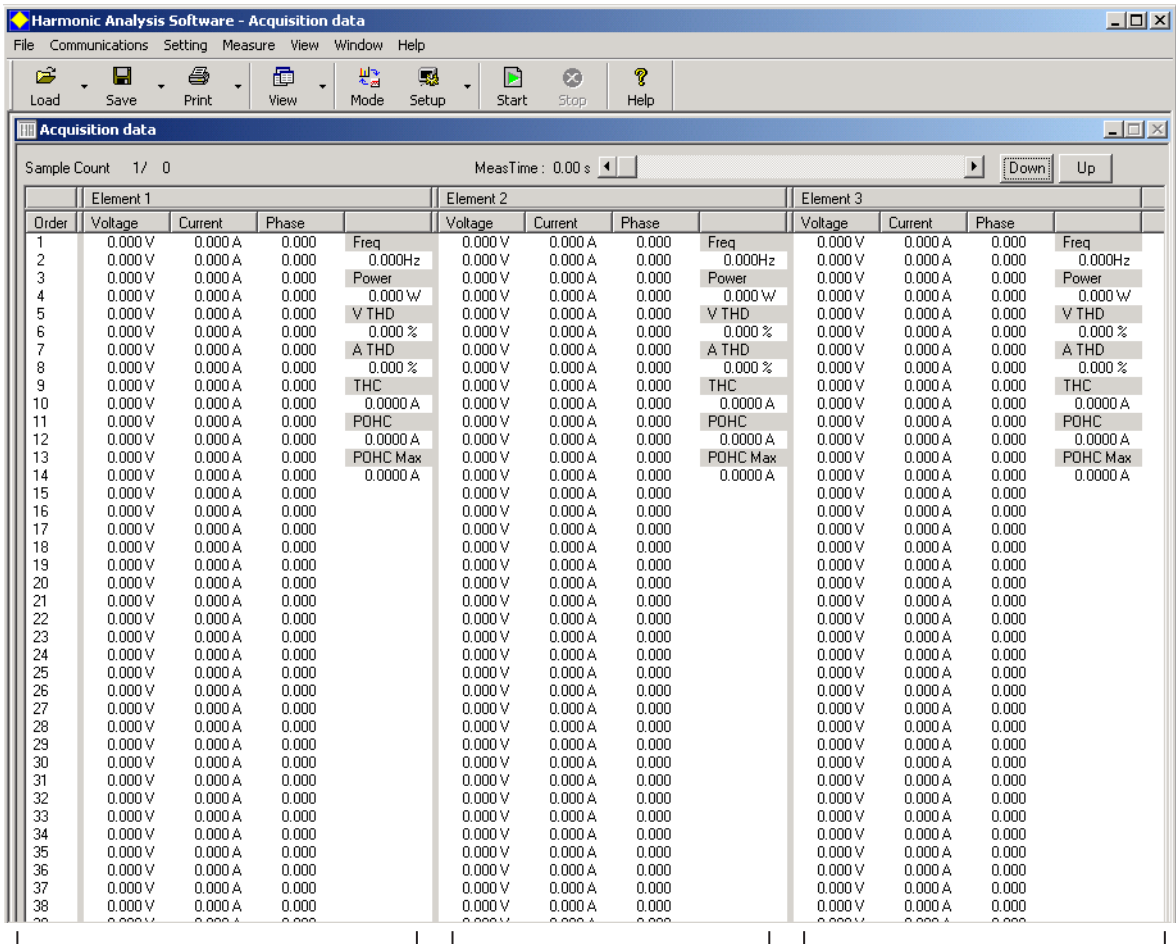 Harmonic Analysis Software - Acquisition data
File Communications Setting Measure View Window Help
Load Save Print View Mode Setup Start Stop Help
Acquisition data
Sample Count 1/ 0 MeasTime : 0.00 s Down Up
Element 1 Element 2 Element 3
Order Voltage Current Phase Voltage Current Phase Voltage Current Phase
1 0.000 V 0.000 A 0.000 Freq 0.000 V 0.000 A 0.000 Freq 0.000 V 0.000 A 0.000 Freq
2 0.000 V 0.000 A 0.000 0.000Hz 0.000 V 0.000 A 0.000 0.000Hz 0.000 V 0.000 A 0.000 0.000Hz
3 0.000 V 0.000 A 0.000 Power 0.000 V 0.000 A 0.000 Power 0.000 V 0.000 A 0.000 Power
4 0.000 V 0.000 A 0.000 0.000 W 0.000 V 0.000 A 0.000 0.000 W 0.000 V 0.000 A 0.000 0.000 W
5 0.000 V 0.000 A 0.000 V THD 0.000 V 0.000 A 0.000 V THD 0.000 V 0.000 A 0.000 V THD
6 0.000 V 0.000 A 0.000 0.000 % 0.000 V 0.000 A 0.000 0.000 % 0.000 V 0.000 A 0.000 0.000 %
7 0.000 V 0.000 A 0.000 A THD 0.000 V 0.000 A 0.000 A THD 0.000 V 0.000 A 0.000 A THD
8 0.000 V 0.000 A 0.000 0.000 % 0.000 V 0.000 A 0.000 0.000 % 0.000 V 0.000 A 0.000 0.000 %
9 0.000 V 0.000 A 0.000 THC 0.000 V 0.000 A 0.000 THC 0.000 V 0.000 A 0.000 THC
10 0.000 V 0.000 A 0.000 0.0000 A 0.000 V 0.000 A 0.000 0.0000 A 0.000 V 0.000 A 0.000 0.0000 A
11 0.000 V 0.000 A 0.000 POHC 0.000 V 0.000 A 0.000 POHC 0.000 V 0.000 A 0.000 POHC
12 0.000 V 0.000 A 0.000 0.0000 A 0.000 V 0.000 A 0.000 0.0000 A 0.000 V 0.000 A 0.000 0.0000 A
13 0.000 V 0.000 A 0.000 POHC Max 0.000 V 0.000 A 0.000 POHC Max 0.000 V 0.000 A 0.000 POHC Max
14 0.000 V 0.000 A 0.000 0.0000 A 0.000 V 0.000 A 0.000 0.0000 A 0.000 V 0.000 A 0.000 0.0000 A
15 0.000 V 0.000 A 0.000 0.000 V 0.000 A 0.000 0.000 V 0.000 A 0.000
16 0.000 V 0.000 A 0.000 0.000 V 0.000 A 0.000 0.000 V 0.000 A 0.000
17 0.000 V 0.000 A 0.000 0.000 V 0.000 A 0.000 0.000 V 0.000 A 0.000
18 0.000 V 0.000 A 0.000 0.000 V 0.000 A 0.000 0.000 V 0.000 A 0.000
19 0.000 V 0.000 A 0.000 0.000 V 0.000 A 0.000 0.000 V 0.000 A 0.000
20 0.000 V 0.000 A 0.000 0.000 V 0.000 A 0.000 0.000 V 0.000 A 0.000
21 0.000 V 0.000 A 0.000 0.000 V 0.000 A 0.000 0.000 V 0.000 A 0.000
22 0.000 V 0.000 A 0.000 0.000 V 0.000 A 0.000 0.000 V 0.000 A 0.000
23 0.000 V 0.000 A 0.000 0.000 V 0.000 A 0.000 0.000 V 0.000 A 0.000
24 0.000 V 0.000 A 0.000 0.000 V 0.000 A 0.000 0.000 V 0.000 A 0.000
25 0.000 V 0.000 A 0.000 0.000 V 0.000 A 0.000 0.000 V 0.000 A 0.000
26 0.000 V 0.000 A 0.000 0.000 V 0.000 A 0.000 0.000 V 0.000 A 0.000
27 0.000 V 0.000 A 0.000 0.000 V 0.000 A 0.000 0.000 V 0.000 A 0.000
28 0.000 V 0.000 A 0.000 0.000 V 0.000 A 0.000 0.000 V 0.000 A 0.000
29 0.000 V 0.000 A 0.000 0.000 V 0.000 A 0.000 0.000 V 0.000 A 0.000
30 0.000 V 0.000 A 0.000 0.000 V 0.000 A 0.000 0.000 V 0.000 A 0.000
31 0.000 V 0.000 A 0.000 0.000 V 0.000 A 0.000 0.000 V 0.000 A 0.000
32 0.000 V 0.000 A 0.000 0.000 V 0.000 A 0.000 0.000 V 0.000 A 0.000
33 0.000 V 0.000 A 0.000 0.000 V 0.000 A 0.000 0.000 V 0.000 A 0.000
34 0.000 V 0.000 A 0.000 0.000 V 0.000 A 0.000 0.000 V 0.000 A 0.000
35 0.000 V 0.000 A 0.000 0.000 V 0.000 A 0.000 0.000 V 0.000 A 0.000
36 0.000 V 0.000 A 0.000 0.000 V 0.000 A 0.000 0.000 V 0.000 A 0.000
37 0.000 V 0.000 A 0.000 0.000 V 0.000 A 0.000 0.000 V 0.000 A 0.000
38 0.000 V 0.000 A 0.000 0.000 V 0.000 A 0.000 0.000 V 0.000 A 0.000